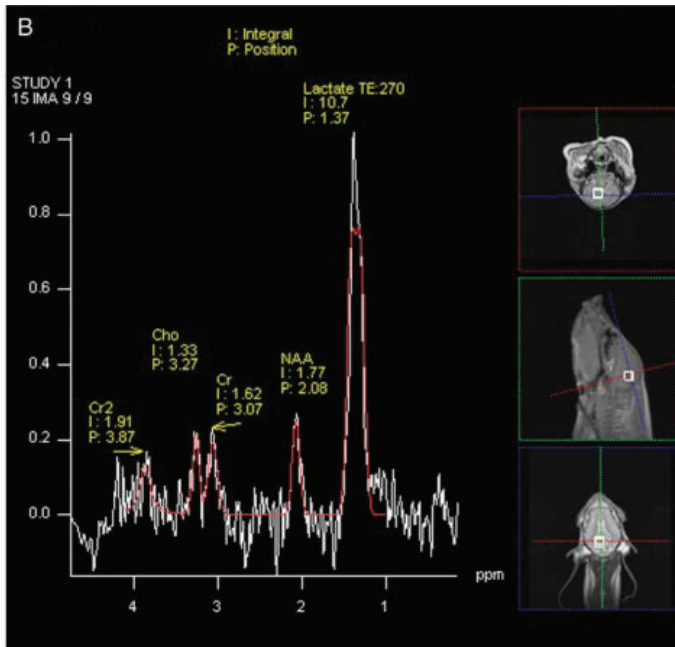 B
I : Integral
P: Position
STUDY 1
15 IMA 9 / 9
Lactate TE:270
I : 10.7
P: 1.37
1.0
0.8
0.6
0.4
0.2
0.0
Cho
I : 1.33
P: 3.27
Cr2
I : 1.91
P: 3.87
Cr
I : 1.62
P: 3.07
NAA
I : 1.77
P: 2.08
ppm
4
3
2
1